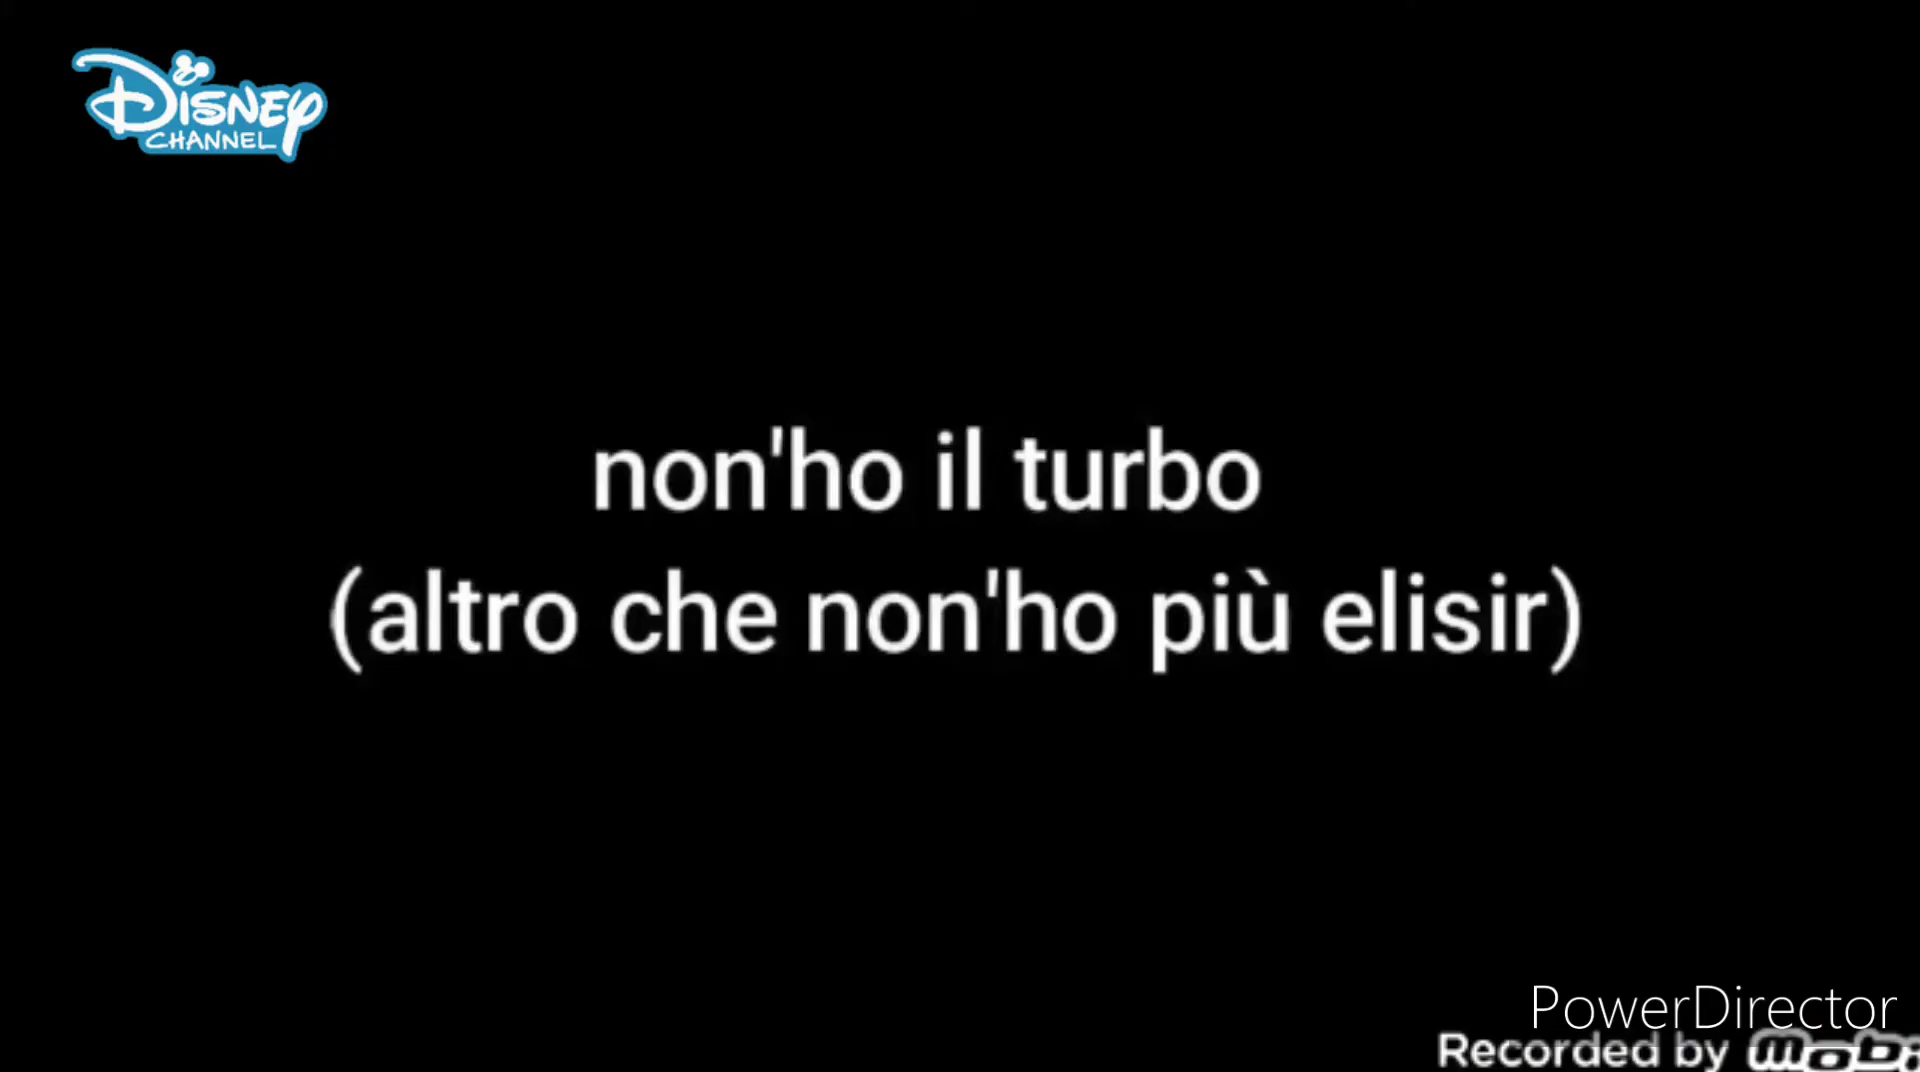 DISNEY
CHANNEL
non'ho il turbo
(altro che non'ho più elisir)
PowerDirector
Recorded by